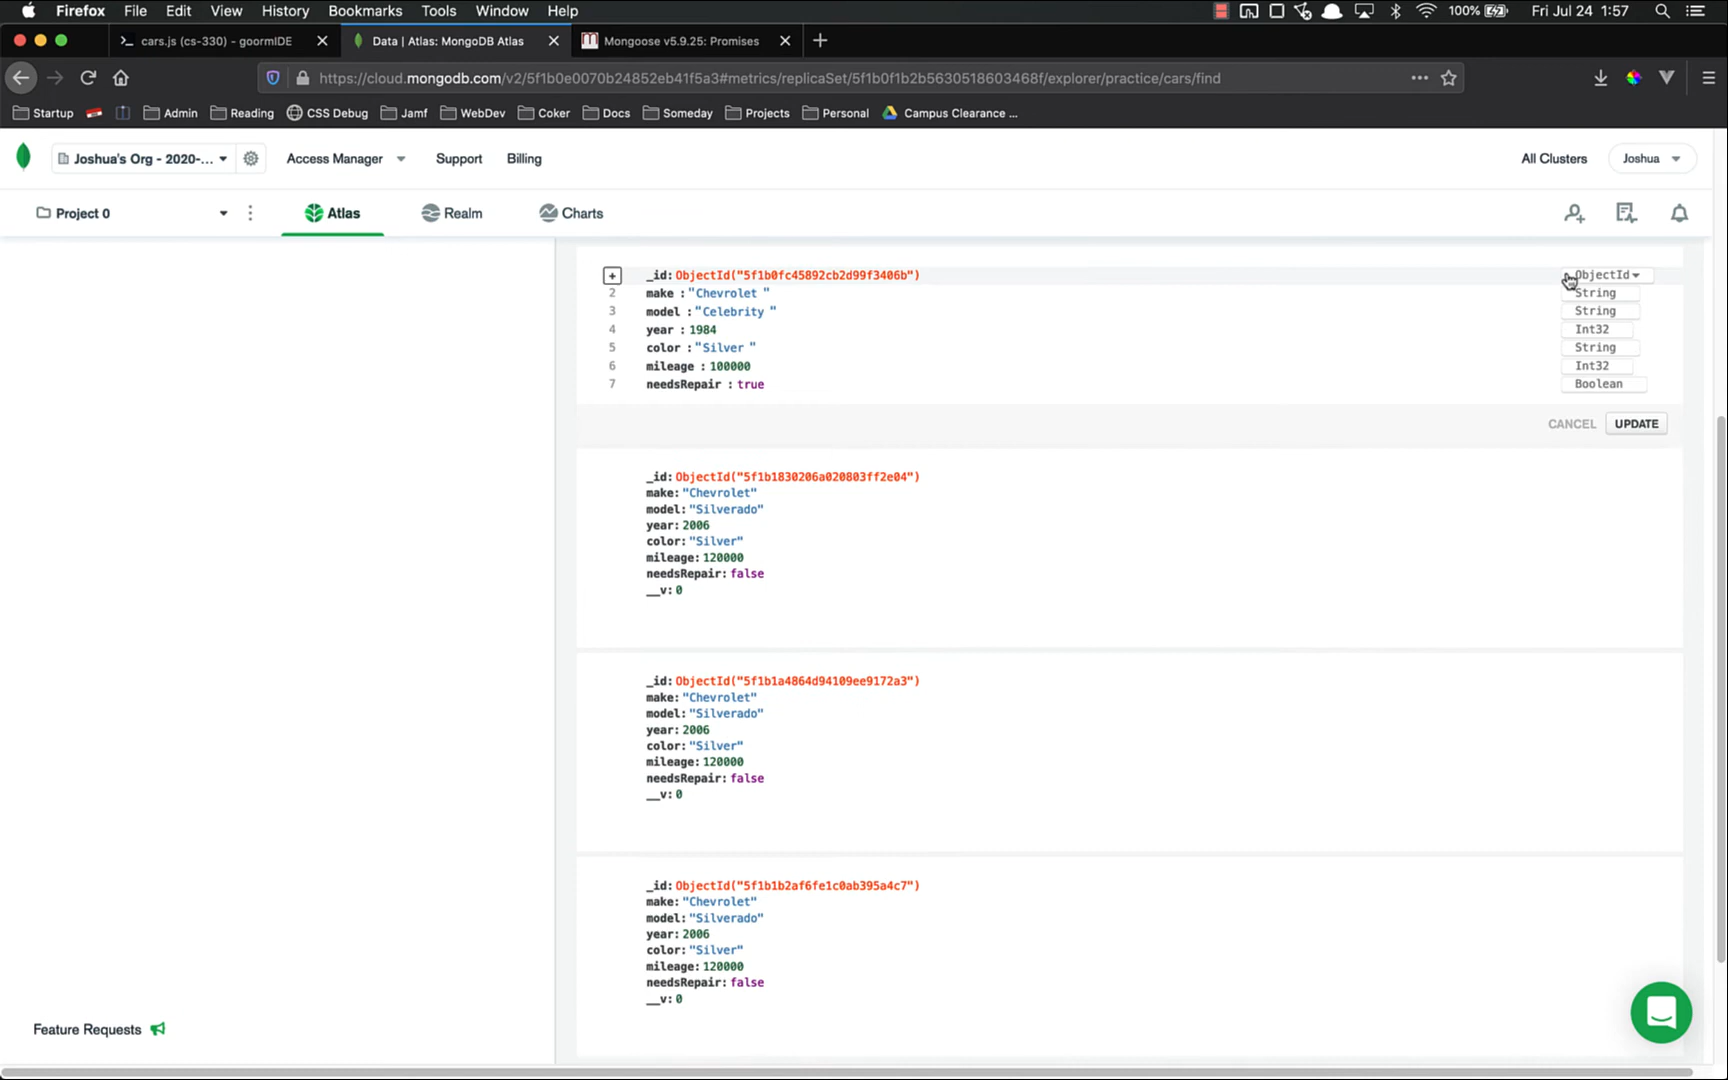 Firefox File Edit View History Bookmarks Tools Window Help 100% Fri Jul 24 1:57
cars.js (cs-330) - goormIDE Data | Atlas: MongoDB Atlas Mongoose v5.9.25: Promises
https://cloud.mongodb.com/v2/5f1b0e0070b24852eb41f5a3#metrics/replicaSet/5f1b0f1b2b5630518603468f/explorer/practice/cars/find
Startup Admin Reading CSS Debug Jamf WebDev Coker Docs Someday Projects Personal Campus Clearance ...
Joshua's Org - 2020-... Access Manager Support Billing All Clusters Joshua
Project 0 Atlas Realm Charts
_id: ObjectId("5f1b0fc45892cb2d99f3406b") ObjectId
2 make : "Chevrolet " String
3 model : "Celebrity " String
4 year : 1984 Int32
5 color : "Silver " String
6 mileage : 100000 Int32
7 needsRepair : true Boolean
CANCEL UPDATE
_id: ObjectId("5f1b1830206a020803ff2e04")
make: "Chevrolet"
model: "Silverado"
year: 2006
color: "Silver"
mileage: 120000
needsRepair: false
__v: 0
_id: ObjectId("5f1b1a4864d94109ee9172a3")
make: "Chevrolet"
model: "Silverado"
year: 2006
color: "Silver"
mileage: 120000
needsRepair: false
__v: 0
_id: ObjectId("5f1b1b2af6fe1c0ab395a4c7")
make: "Chevrolet"
model: "Silverado"
year: 2006
color: "Silver"
mileage: 120000
needsRepair: false
__v: 0
Feature Requests